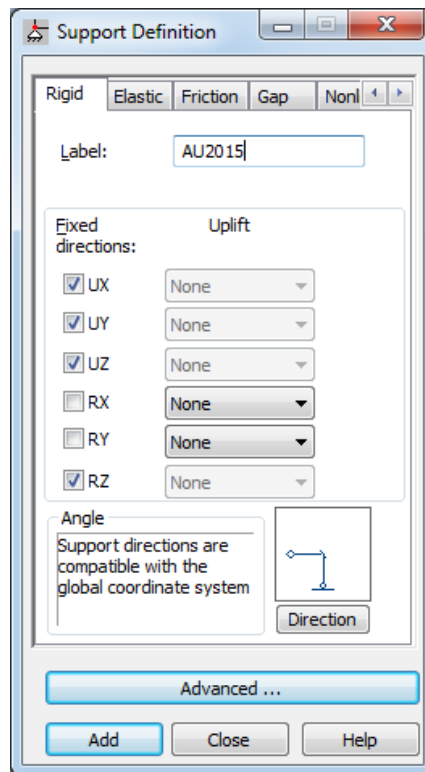 Support Definition
Rigid Elastic Friction Gap Nonl
Label: AU2015
Fixed directions: Uplift
UX None
UY None
UZ None
RX None
RY None
RZ None
Angle
Support directions are
compatible with the
global coordinate system
Direction
Advanced ...
Add Close Help